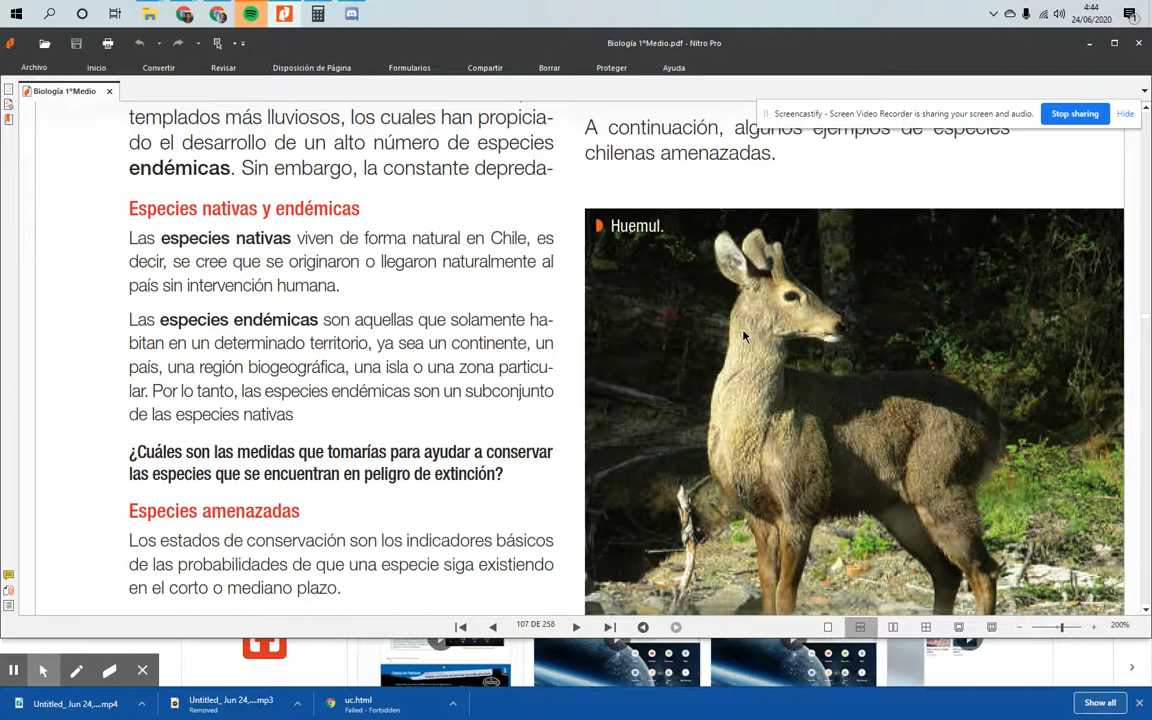 4:44
24/06/2020
Biología 1ºMedio.pdf - Nitro Pro
Archivo
Inicio
Convertir
Revisar
Disposición de Página
Formularios
Compartir
Borrar
Proteger
Ayuda
Biología 1ºMedio
Screencastify - Screen Video Recorder is sharing your screen and audio.
Stop sharing
Hide
templados más lluviosos, los cuales han propicia-
do el desarrollo de un alto número de especies
endémicas. Sin embargo, la constante depreda-
Especies nativas y endémicas
Las especies nativas viven de forma natural en Chile, es
decir, se cree que se originaron o llegaron naturalmente al
país sin intervención humana.
Las especies endémicas son aquellas que solamente ha-
bitan en un determinado territorio, ya sea un continente, un
país, una región biogeográfica, una isla o una zona particu-
lar. Por lo tanto, las especies endémicas son un subconjunto
de las especies nativas
¿Cuáles son las medidas que tomarías para ayudar a conservar
las especies que se encuentran en peligro de extinción?
Especies amenazadas
Los estados de conservación son los indicadores básicos
de las probabilidades de que una especie siga existiendo
en el corto o mediano plazo.
A continuación, algunos ejemplos de especies
chilenas amenazadas.
Huemul.
107 DE 258
200%
Untitled_ Jun 24,....mp4
Untitled_ Jun 24,....mp3
Removed
uc.html
Failed - Forbidden
Show all